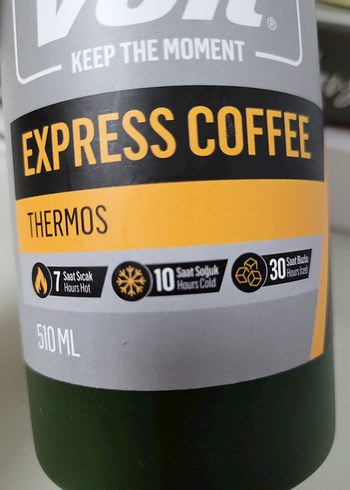 ®
KEEP THE MOMENT
EXPRESS COFFEE
THERMOS
7 Saat Sıcak
Hours Hot
10 Saat Soğuk
Hours Cold
30 Saat Buzlu
Hours Iced
510 ML